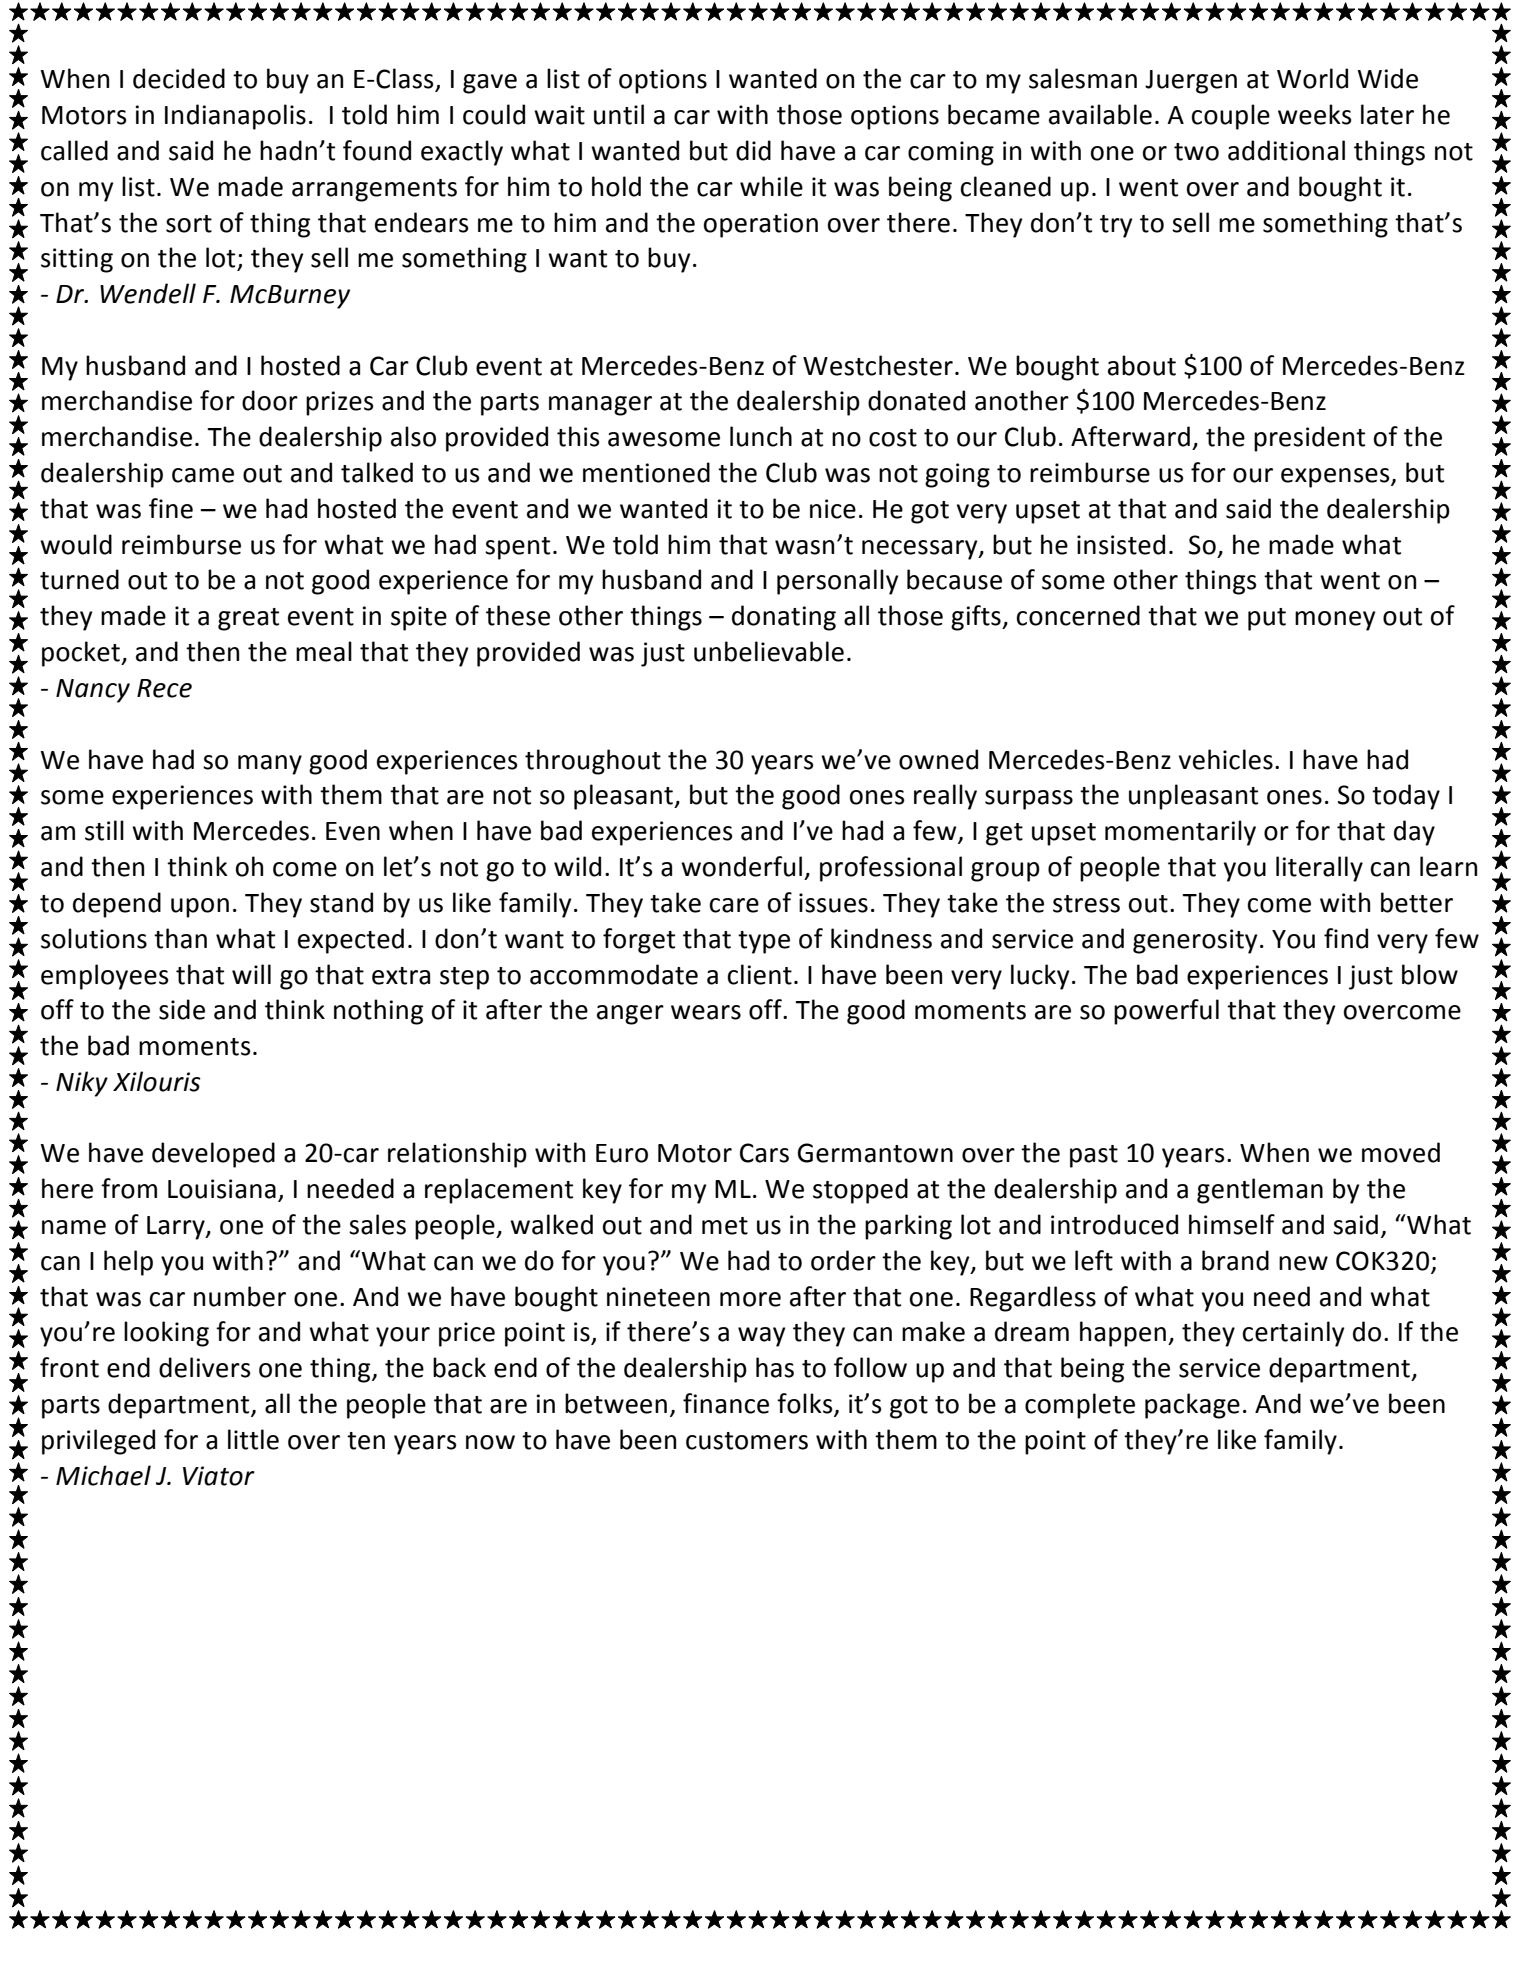 When I decided to buy an E-Class, I gave a list of options I wanted on the car to my salesman Juergen at World Wide
Motors in Indianapolis.  I told him I could wait until a car with those options became available. A couple weeks later he
called and said he hadn’t found exactly what I wanted but did have a car coming in with one or two additional things not
on my list. We made arrangements for him to hold the car while it was being cleaned up. I went over and bought it.
That’s the sort of thing that endears me to him and the operation over there. They don’t try to sell me something that’s
sitting on the lot; they sell me something I want to buy.
- Dr. Wendell F. McBurney
My husband and I hosted a Car Club event at Mercedes-Benz of Westchester. We bought about $100 of Mercedes-Benz
merchandise for door prizes and the parts manager at the dealership donated another $100 Mercedes-Benz
merchandise. The dealership also provided this awesome lunch at no cost to our Club. Afterward, the president of the
dealership came out and talked to us and we mentioned the Club was not going to reimburse us for our expenses, but
that was fine – we had hosted the event and we wanted it to be nice. He got very upset at that and said the dealership
would reimburse us for what we had spent. We told him that wasn’t necessary, but he insisted.  So, he made what
turned out to be a not good experience for my husband and I personally because of some other things that went on –
they made it a great event in spite of these other things – donating all those gifts, concerned that we put money out of
pocket, and then the meal that they provided was just unbelievable.
- Nancy Rece
We have had so many good experiences throughout the 30 years we’ve owned Mercedes-Benz vehicles. I have had
some experiences with them that are not so pleasant, but the good ones really surpass the unpleasant ones. So today I
am still with Mercedes. Even when I have bad experiences and I’ve had a few, I get upset momentarily or for that day
and then I think oh come on let’s not go to wild. It’s a wonderful, professional group of people that you literally can learn
to depend upon. They stand by us like family. They take care of issues. They take the stress out. They come with better
solutions than what I expected. I don’t want to forget that type of kindness and service and generosity. You find very few
employees that will go that extra step to accommodate a client. I have been very lucky. The bad experiences I just blow
off to the side and think nothing of it after the anger wears off. The good moments are so powerful that they overcome
the bad moments.
- Niky Xilouris
We have developed a 20-car relationship with Euro Motor Cars Germantown over the past 10 years. When we moved
here from Louisiana, I needed a replacement key for my ML. We stopped at the dealership and a gentleman by the
name of Larry, one of the sales people, walked out and met us in the parking lot and introduced himself and said, “What
can I help you with?” and “What can we do for you?” We had to order the key, but we left with a brand new COK320;
that was car number one. And we have bought nineteen more after that one. Regardless of what you need and what
you’re looking for and what your price point is, if there’s a way they can make a dream happen, they certainly do. If the
front end delivers one thing, the back end of the dealership has to follow up and that being the service department,
parts department, all the people that are in between, finance folks, it’s got to be a complete package. And we’ve been
privileged for a little over ten years now to have been customers with them to the point of they’re like family.
- Michael J. Viator